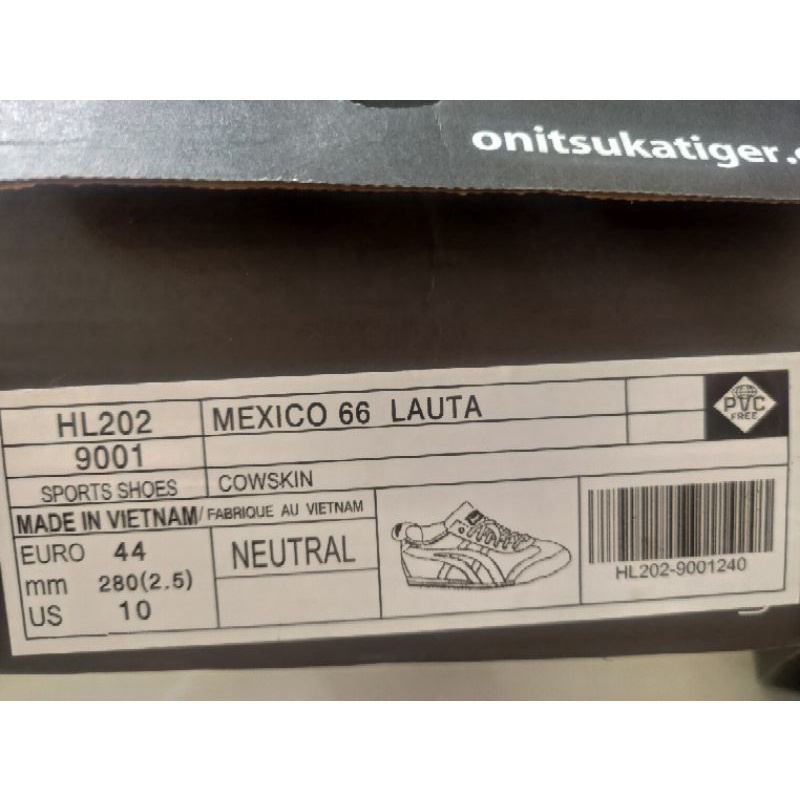 onitsukatiger.
HL202
MEXICO 66 LAUTA
9001
SPORTS SHOES
COWSKIN
PVC
FREE
MADE IN VIETNAM/FABRIQUE AU VIETNAM
EURO 44
mm 280(2.5)
US 10
NEUTRAL
HL202-9001240